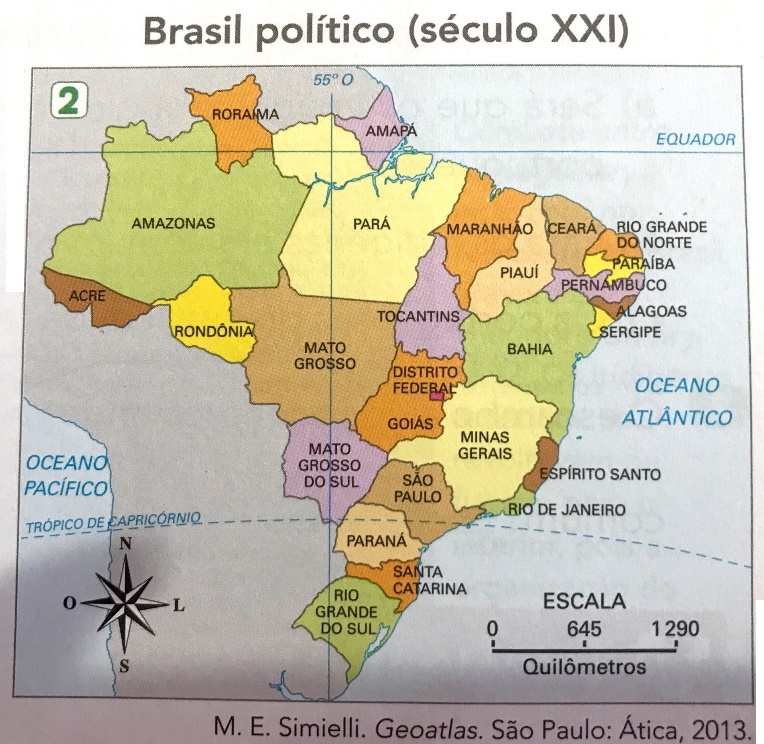 Brasil político (século XXI)
2
55° O
RORAIMA
AMAPÁ
EQUADOR
AMAZONAS
PARÁ
MARANHÃO
CEARÁ
RIO GRANDE
DO NORTE
PARAÍBA
PIAUÍ
PERNAMBUCO
ACRE
ALAGOAS
TOCANTINS
SERGIPE
RONDÔNIA
MATO
GROSSO
BAHIA
DISTRITO
FEDERAL
OCEANO
ATLÂNTICO
GOIÁS
MINAS
GERAIS
MATO
GROSSO
DO SUL
OCEANO
PACÍFICO
ESPÍRITO SANTO
SÃO
PAULO
RIO DE JANEIRO
TRÓPICO DE CAPRICÓRNIO
PARANÁ
N
O
L
S
SANTA
CATARINA
RIO
GRANDE
DO SUL
ESCALA
0 645 1 290
Quilômetros
M. E. Simielli. Geoatlas. São Paulo: Ática, 2013.